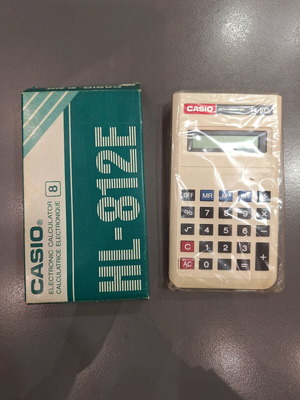 CASIO®
ELECTRONIC CALCULATOR
CALCULATRICE ELECTRONIQUE
8
HL-812E
CASIO
OFF MR
% 7 8 9
√ 4 5 6
C 1 2 3
AC 0 · = +